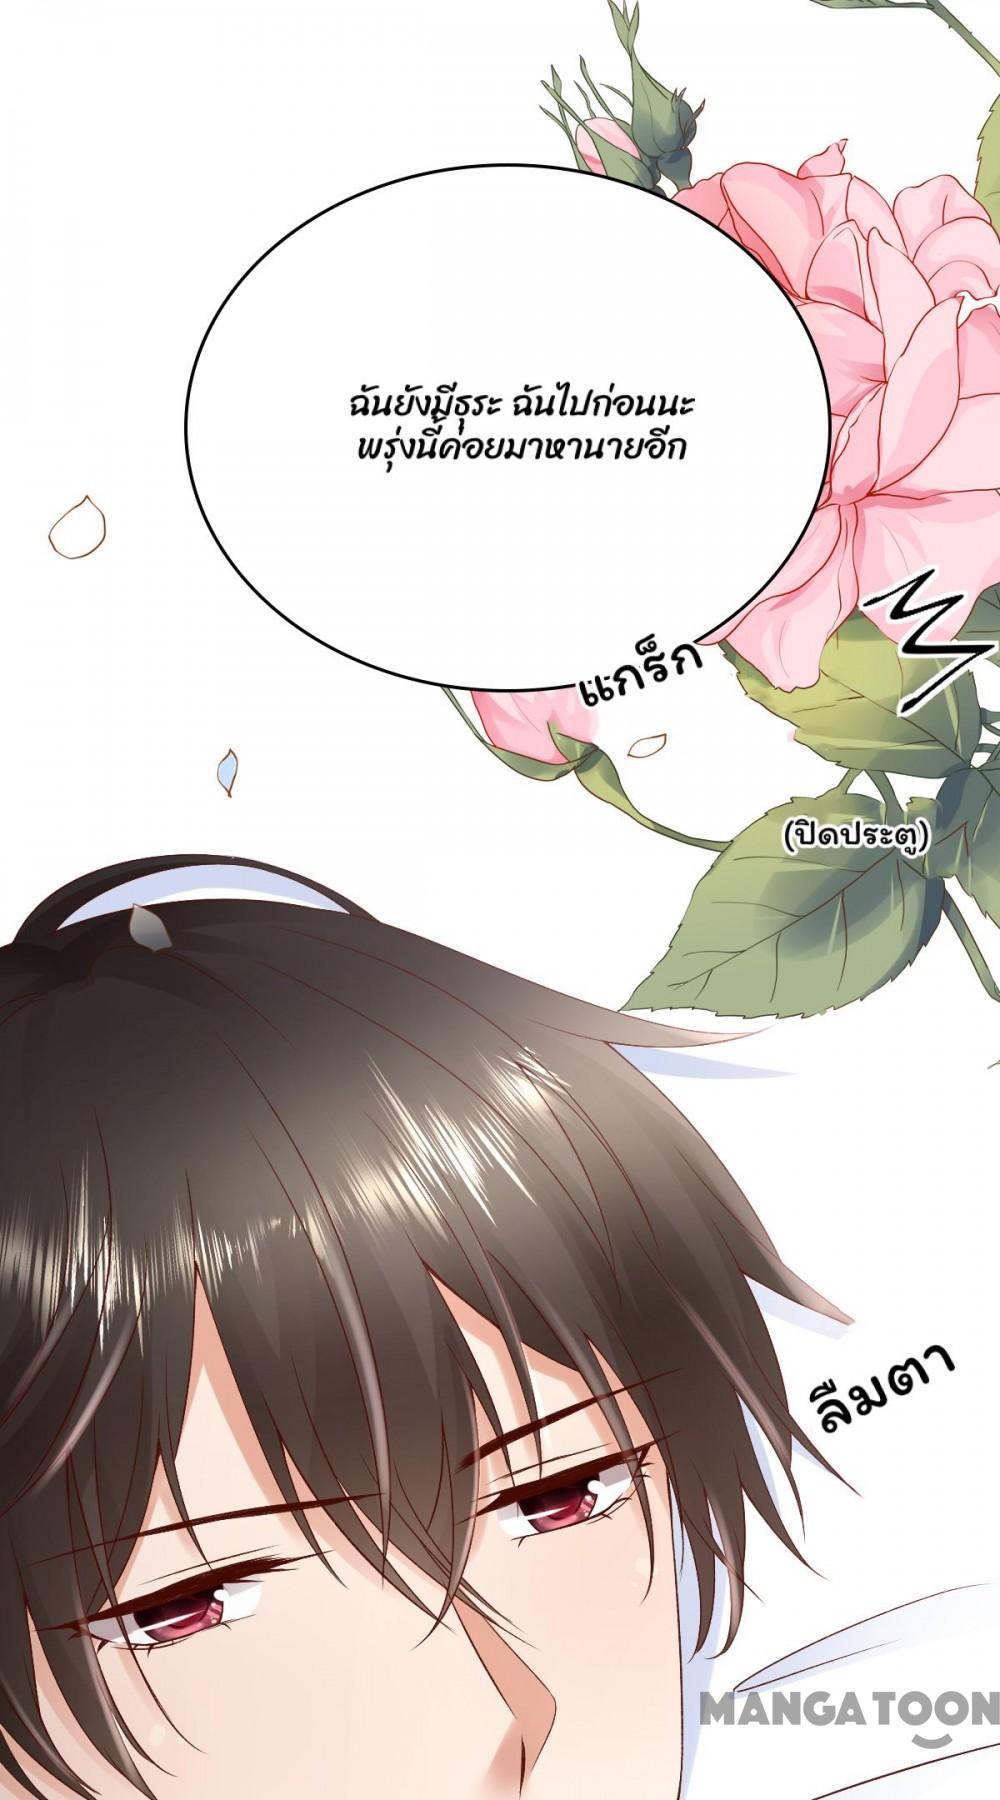 ฉันยังมีธุระ ฉันไปก่อนนะ
พรุ่งนี้ค่อยมาหานายอีก
แกร็ก
(ปิดประตู)
ลืมตา
MANGATOON